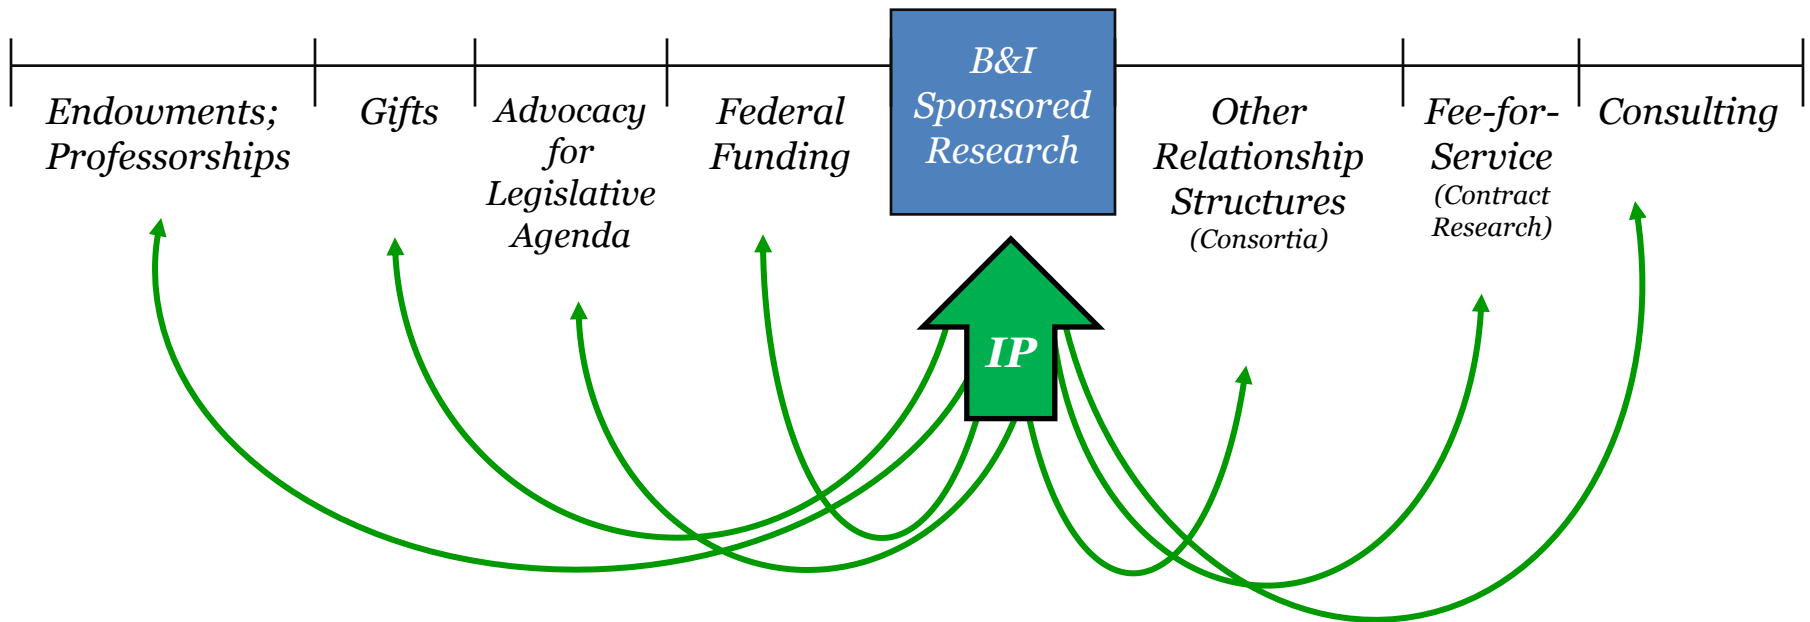 Endowments;
Professorships
Gifts
Advocacy
for
Legislative
Agenda
Federal
Funding
B&I
Sponsored
Research
Other
Relationship
Structures
(Consortia)
Fee-for-
Service
(Contract
Research)
Consulting
IP